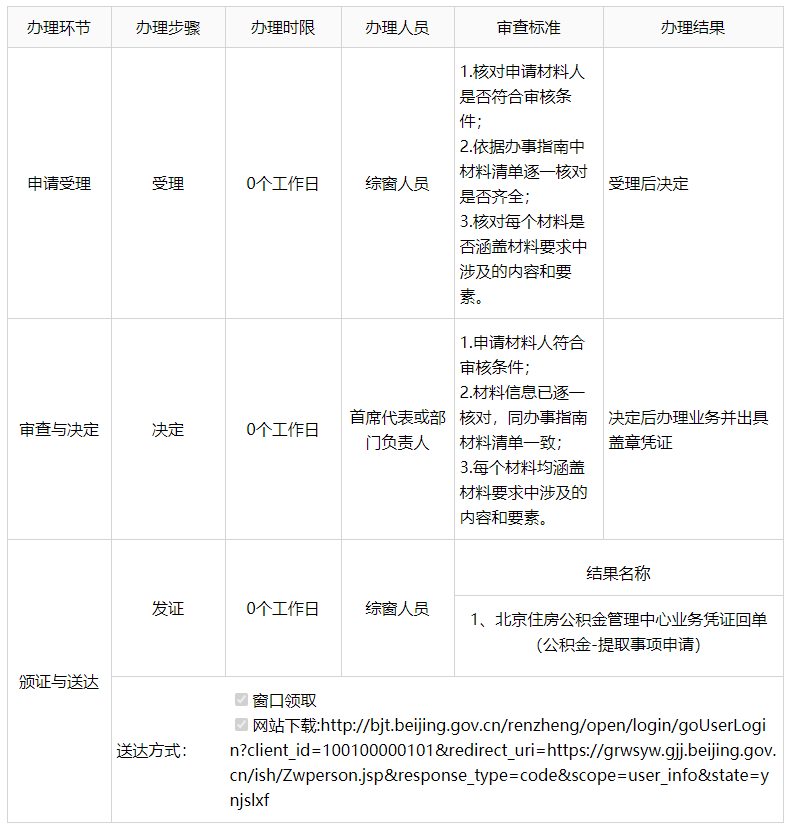 办理环节 办理步骤 办理时限 办理人员 审查标准 办理结果
申请受理 受理 0个工作日 综窗人员
1.核对申请材料人
是否符合审核条
件；
2.依据办事指南中
材料清单逐一核对
是否齐全；
3.核对每个材料是
否涵盖材料要求中
涉及的内容和要
素。
受理后决定
审查与决定 决定 0个工作日
首席代表或部
门负责人
1.申请材料人符合
审核条件；
2.材料信息已逐一
核对，同办事指南
材料清单一致；
3.每个材料均涵盖
材料要求中涉及的
内容和要素。
决定后办理业务并出具
盖章凭证
颁证与送达
发证 0个工作日 综窗人员
结果名称
1、北京住房公积金管理中心业务凭证回单
（公积金-提取事项申请）
送达方式：
窗口领取
网站下载:http://bjt.beijing.gov.cn/renzheng/open/login/goUserLogi
n?client_id=100100000101&redirect_uri=https://grwsyw.gjj.beijing.gov.
cn/ish/Zwperson.jsp&response_type=code&scope=user_info&state=y
njslxf